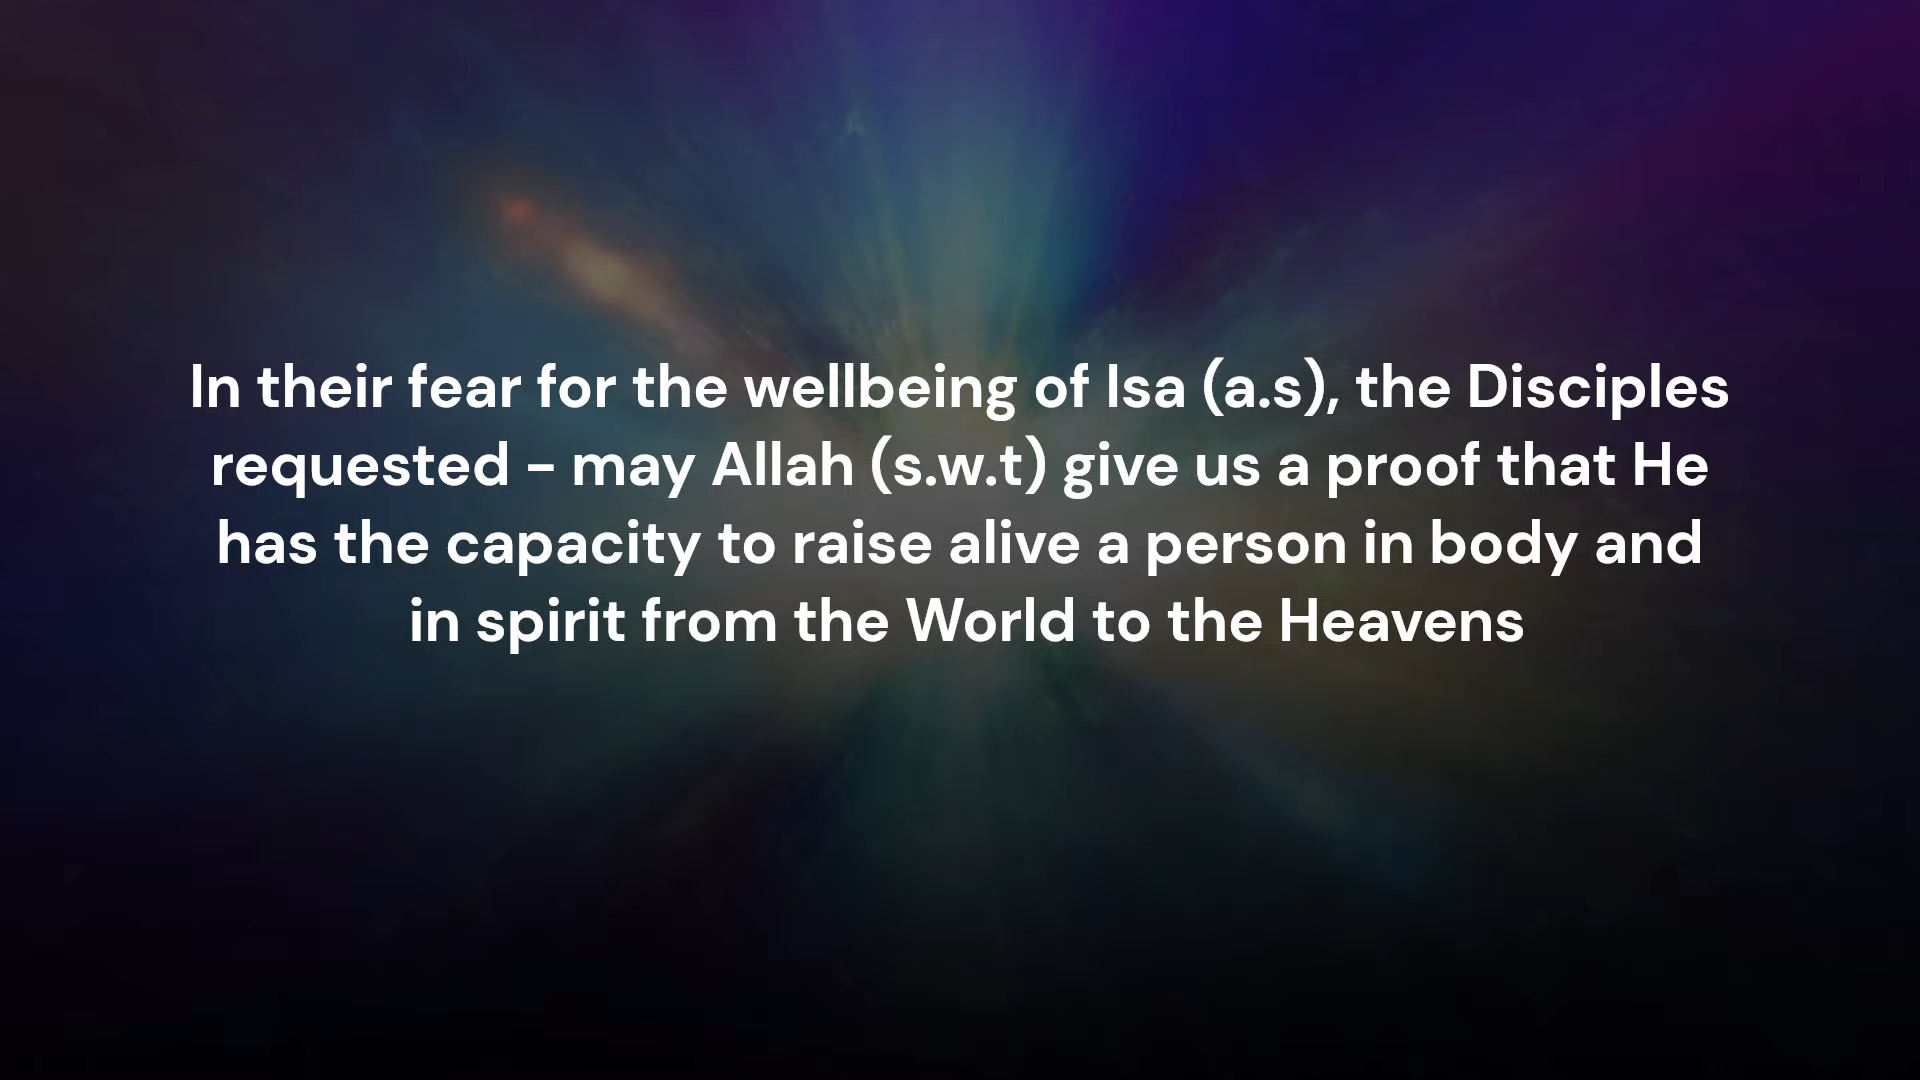 In their fear for the wellbeing of Isa (a.s), the Disciples
requested - may Allah (s.w.t) give us a proof that He
has the capacity to raise alive a person in body and
in spirit from the World to the Heavens